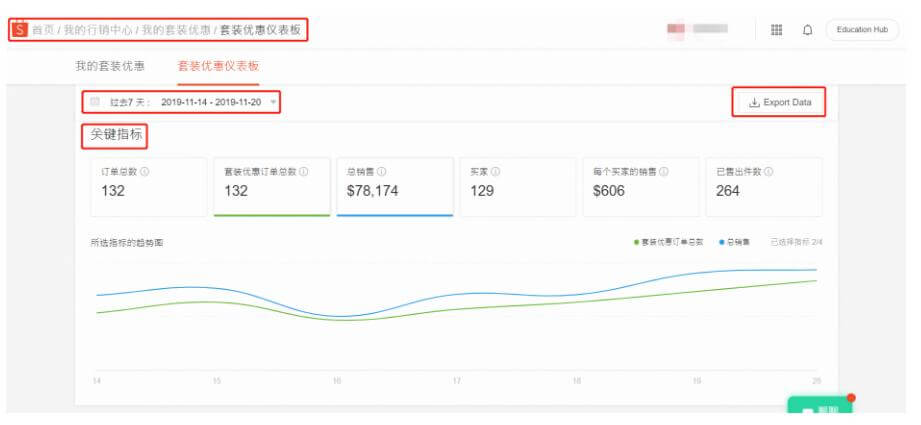 首页 / 我的行销中心 / 我的套装优惠 / 套装优惠仪表板
Education Hub
我的套装优惠 套装优惠仪表板
过去7 天： 2019-11-14 - 2019-11-20
Export Data
关键指标
订单总数 套装优惠订单总数 总销售 买家 每个买家的销售 已售出件数
132 132 $78,174 129 $606 264
所选指标的趋势图
套装优惠订单总数 总销售 已选择指标 2/4
14 15 16 17 18 19 20